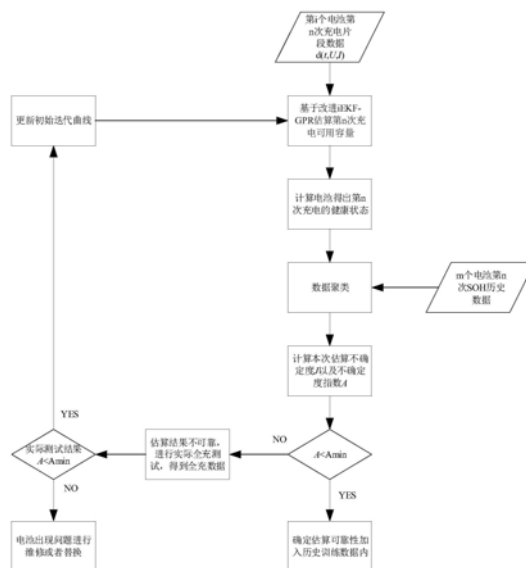 第i个电池第
n次充电片
段数据
d(t,U,I)
更新初始迭代曲线
基于改进iEKF-
GPR估算第n次充
电可用容量
计算电池得出第n
次充电的健康状态
数据聚类
m个电池第n
次SOH历史
数据
计算本次估算不确
定度J以及不确定
度指数A
YES
实际测试结果
A<Amin
估算结果不可靠，
进行实际全充测
试，得到全充数据
NO
A<Amin
NO
YES
电池出现问题进行
维修或者替换
确定估算可靠性加
入历史训练数据内